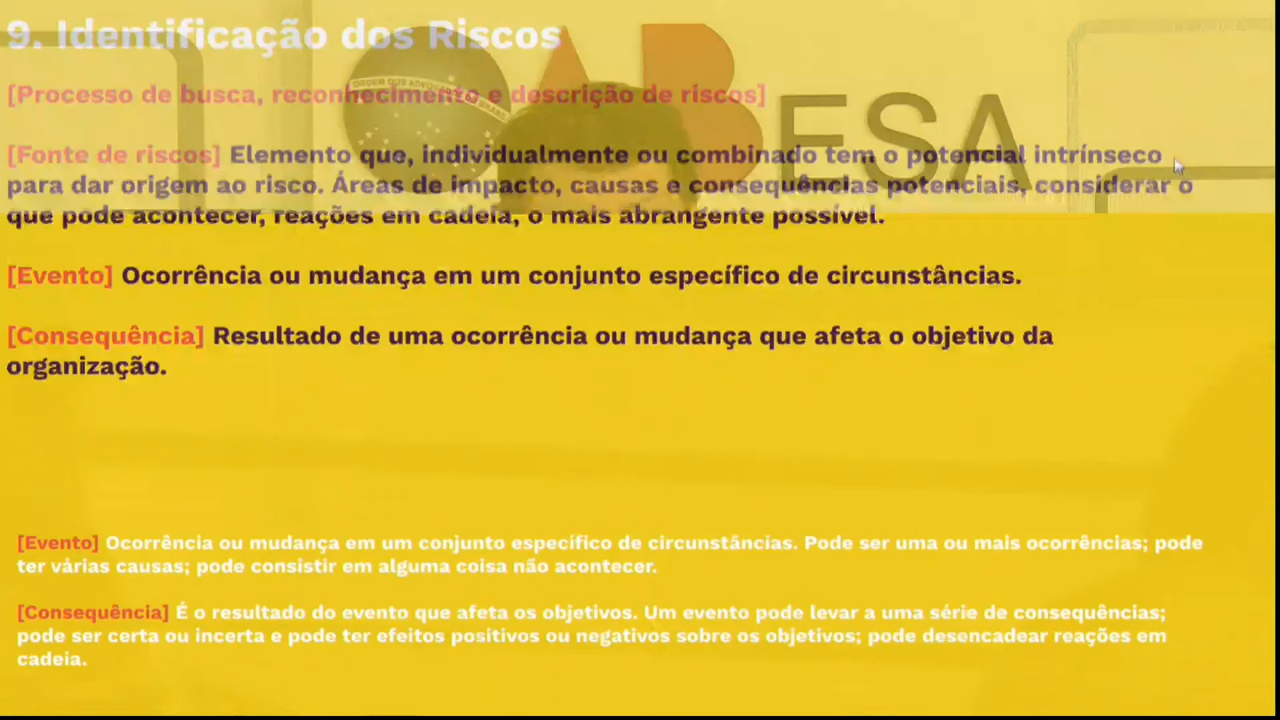 9. Identificação dos Riscos
ORDEM DOS ADVOGADOS DO BRASIL
ESA
[Processo de busca, reconhecimento e descrição de riscos]
[Fonte de riscos] Elemento que, individualmente ou combinado tem o potencial intrínseco
para dar origem ao risco. Áreas de impacto, causas e consequências potenciais, considerar o
que pode acontecer, reações em cadeia, o mais abrangente possível.
[Evento] Ocorrência ou mudança em um conjunto específico de circunstâncias.
[Consequência] Resultado de uma ocorrência ou mudança que afeta o objetivo da
organização.
[Evento] Ocorrência ou mudança em um conjunto específico de circunstâncias. Pode ser uma ou mais ocorrências; pode
ter várias causas; pode consistir em alguma coisa não acontecer.
[Consequência] É o resultado do evento que afeta os objetivos. Um evento pode levar a uma série de consequências;
pode ser certa ou incerta e pode ter efeitos positivos ou negativos sobre os objetivos; pode desencadear reações em
cadeia.